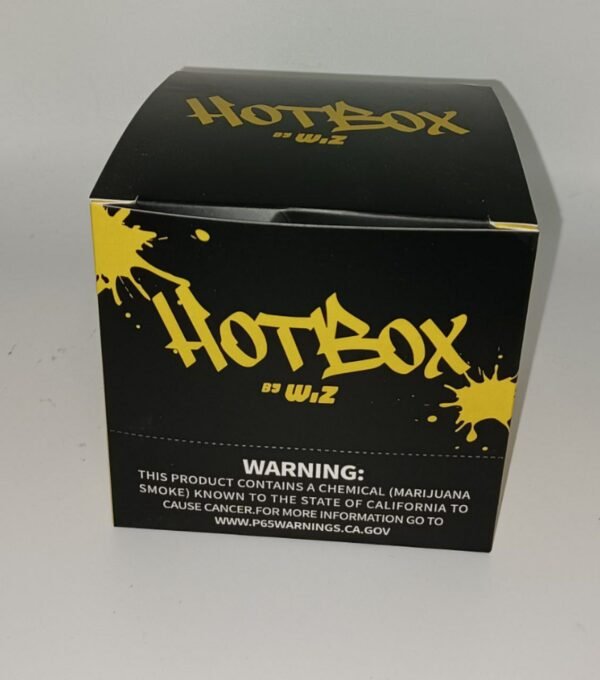 HOTBOX
BY WIZ
HOTBOX
BY WIZ
WARNING:
THIS PRODUCT CONTAINS A CHEMICAL (MARIJUANA
SMOKE) KNOWN TO THE STATE OF CALIFORNIA TO
CAUSE CANCER.FOR MORE INFORMATION GO TO
WWW.P65WARNINGS.CA.GOV